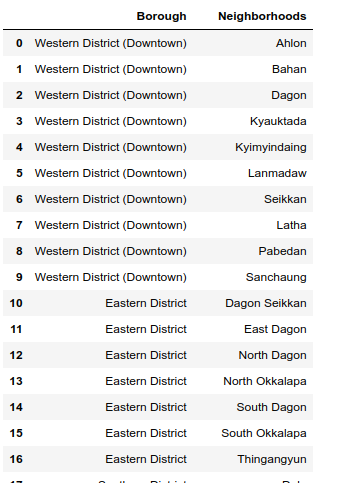 Borough Neighborhoods
0 Western District (Downtown) Ahlon
1 Western District (Downtown) Bahan
2 Western District (Downtown) Dagon
3 Western District (Downtown) Kyauktada
4 Western District (Downtown) Kyimyindaing
5 Western District (Downtown) Lanmadaw
6 Western District (Downtown) Seikkan
7 Western District (Downtown) Latha
8 Western District (Downtown) Pabedan
9 Western District (Downtown) Sanchaung
10 Eastern District Dagon Seikkan
11 Eastern District East Dagon
12 Eastern District North Dagon
13 Eastern District North Okkalapa
14 Eastern District South Dagon
15 Eastern District South Okkalapa
16 Eastern District Thingangyun